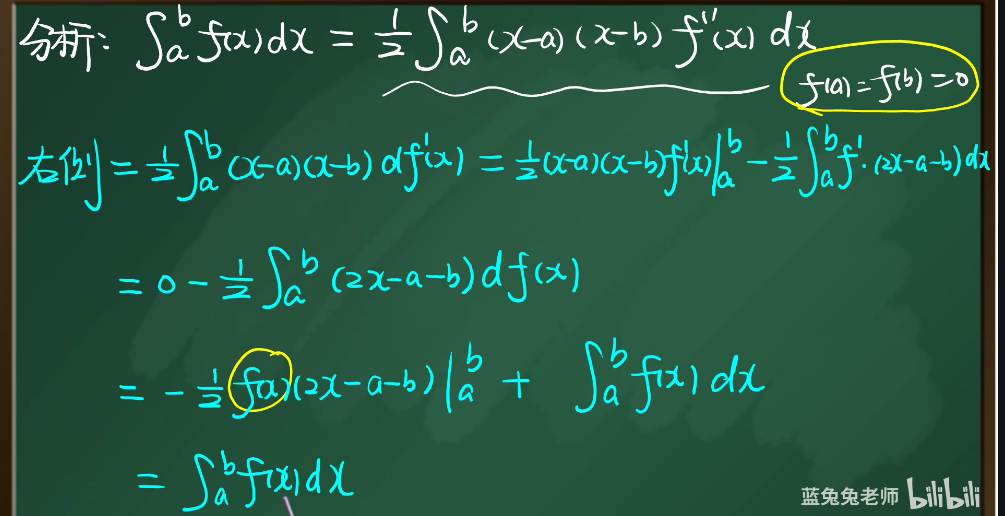 分析: ∫_a^b f(x)dx = 1/2 ∫_a^b (x-a)(x-b) f''(x) dx
f(a)=f(b)=0
右侧 = 1/2 ∫_a^b (x-a)(x-b) df'(x) = 1/2 (x-a)(x-b)f'(x)|_a^b - 1/2 ∫_a^b f'·(2x-a-b)dx
= 0 - 1/2 ∫_a^b (2x-a-b) d f(x)
= - 1/2 f(x)(2x-a-b)|_a^b + ∫_a^b f(x) dx
= ∫_a^b f(x)dx
蓝兔兔老师 bilibili